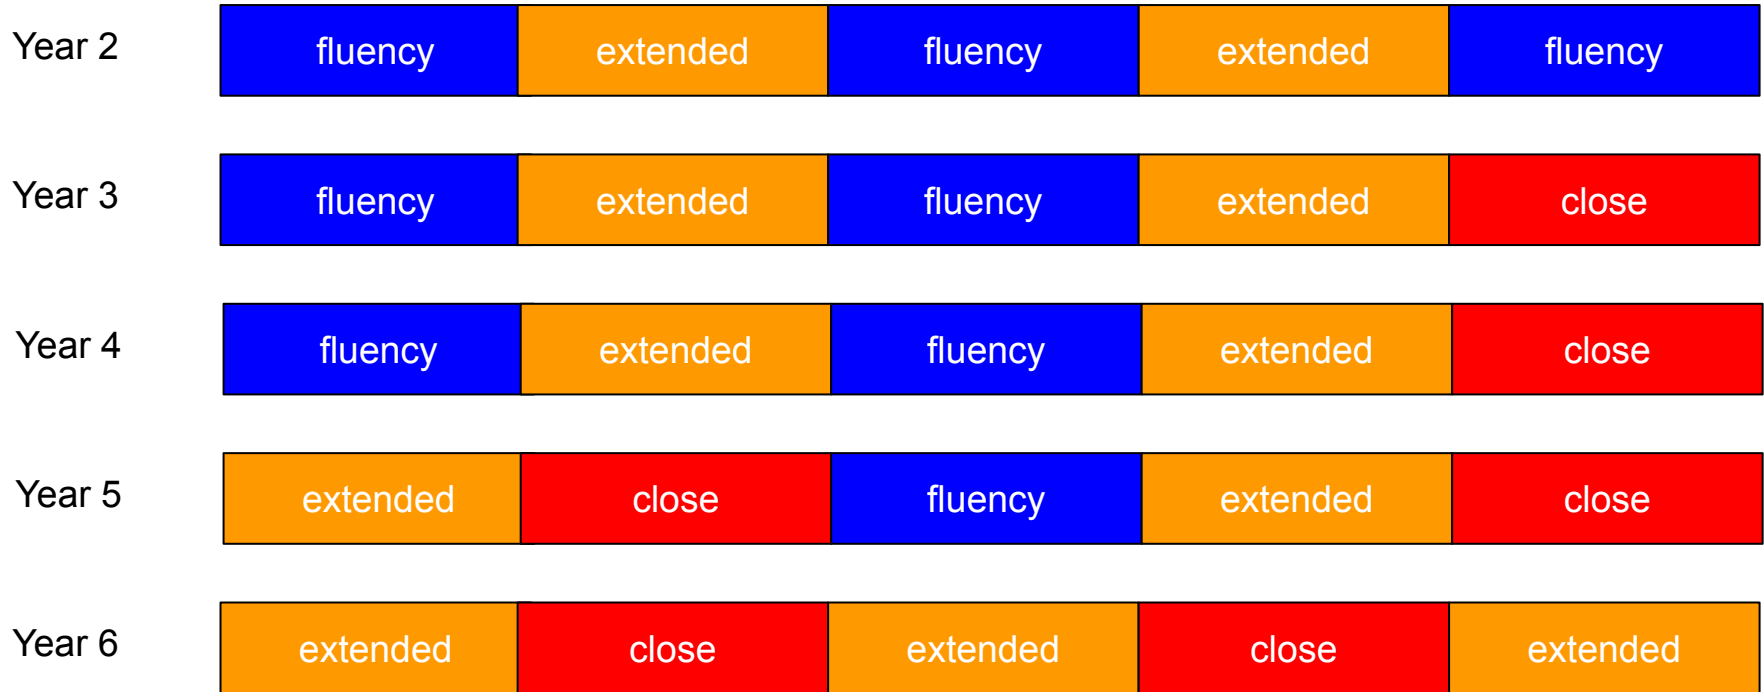 Year 2 fluency extended fluency extended fluency
Year 3 fluency extended fluency extended close
Year 4 fluency extended fluency extended close
Year 5 extended close fluency extended close
Year 6 extended close extended close extended